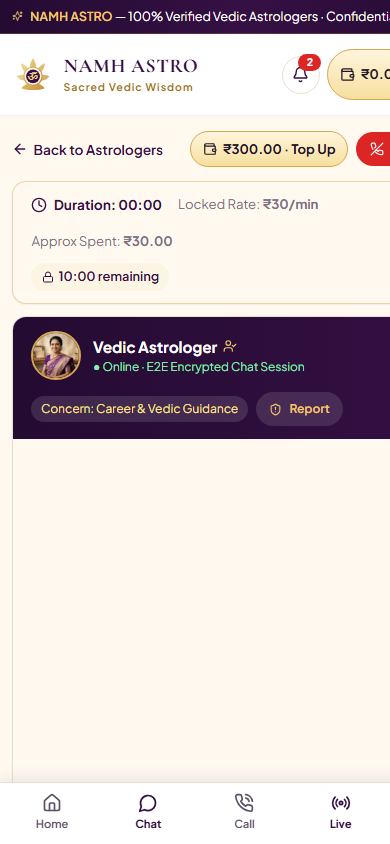 NAMH ASTRO — 100% Verified Vedic Astrologers · Confidenti
NAMH ASTRO
Sacred Vedic Wisdom
2
₹0.0
Back to Astrologers
₹300.00 · Top Up
Duration: 00:00
Locked Rate: ₹30/min
Approx Spent: ₹30.00
10:00 remaining
Vedic Astrologer
● Online · E2E Encrypted Chat Session
Concern: Career & Vedic Guidance
Report
Home
Chat
Call
Live